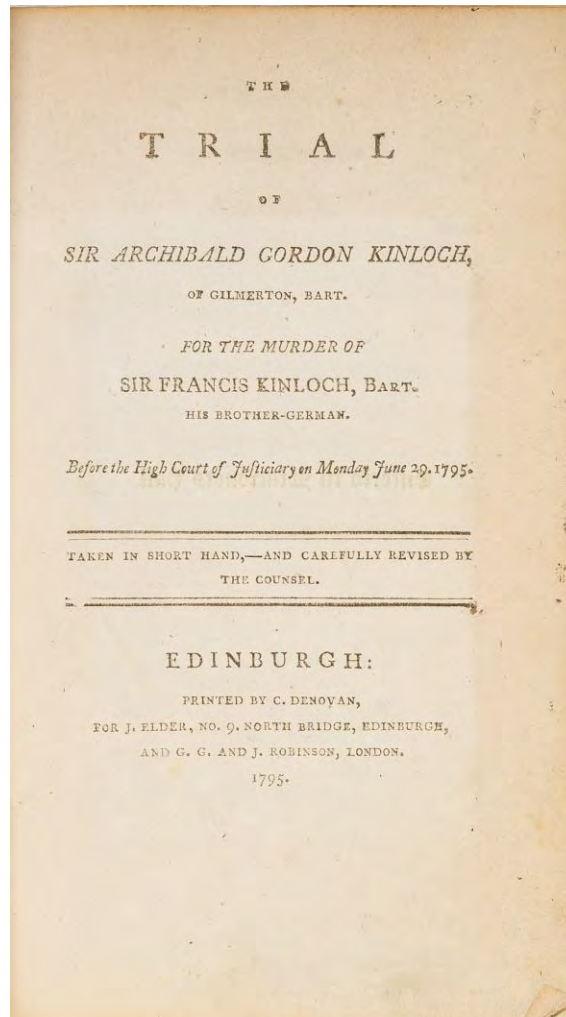 THE
TRIAL
OF
SIR ARCHIBALD GORDON KINLOCH,
OF GILMERTON, BART.
FOR THE MURDER OF
SIR FRANCIS KINLOCH, BART.
HIS BROTHER-GERMAN.
Before the High Court of Juſticiary on Monday June 29. 1795.
TAKEN IN SHORT HAND,—AND CAREFULLY REVISED BY
THE COUNSEL.
EDINBURGH:
PRINTED BY C. DENOVAN,
FOR J. ELDER, NO. 9. NORTH BRIDGE, EDINBURGH,
AND G. G. AND J. ROBINSON, LONDON.
1795.